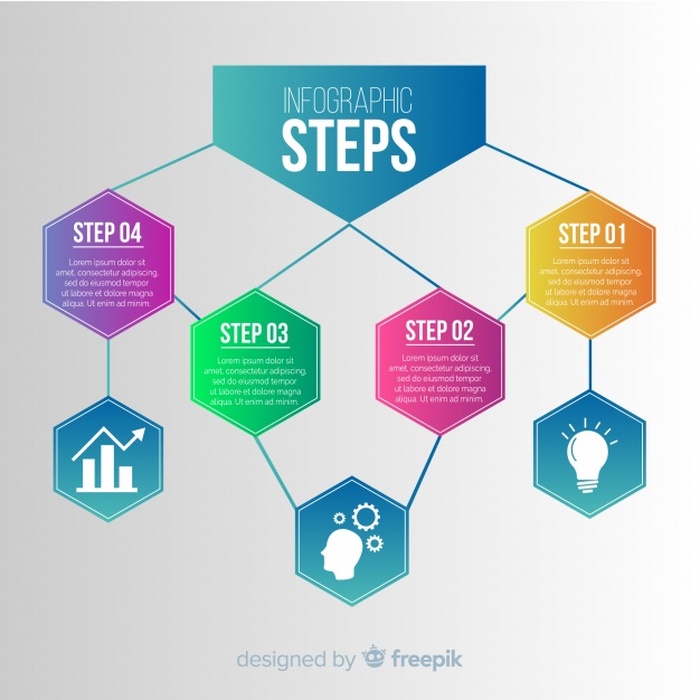 INFOGRAPHIC
STEPS
STEP 04
Lorem ipsum dolor sit
amet, consectetur adipiscing,
sed do eiusmod tempor
ut labore et dolore magna
aliqua. Ut enim ad minim.
STEP 01
Lorem ipsum dolor sit
amet, consectetur adipiscing,
sed do eiusmod tempor
ut labore et dolore magna
aliqua. Ut enim ad minim.
STEP 03
Lorem ipsum dolor sit
amet, consectetur adipiscing,
sed do eiusmod tempor
ut labore et dolore magna
aliqua. Ut enim ad minim.
STEP 02
Lorem ipsum dolor sit
amet, consectetur adipiscing,
sed do eiusmod tempor
ut labore et dolore magna
aliqua. Ut enim ad minim.
designed by freepik